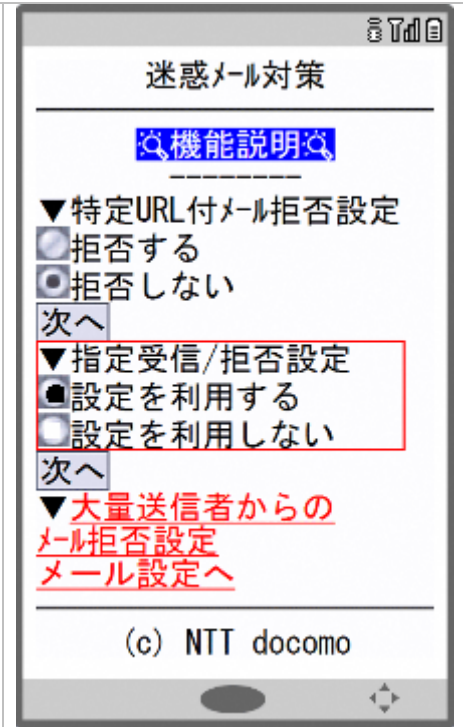 迷惑ﾒｰﾙ対策
機能説明
--------
▼特定URL付ﾒｰﾙ拒否設定
拒否する
拒否しない
次へ
▼指定受信/拒否設定
設定を利用する
設定を利用しない
次へ
▼大量送信者からの
ﾒｰﾙ拒否設定
メール設定へ
(c) NTT docomo